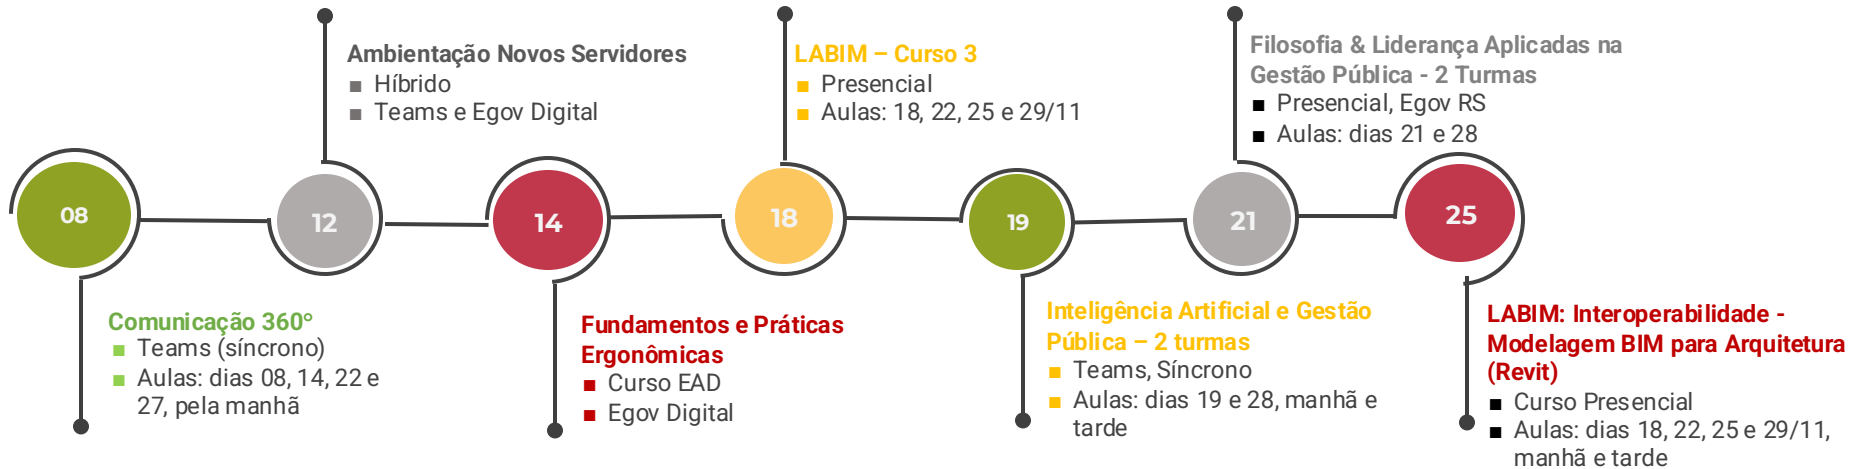 Ambientação Novos Servidores
Híbrido
Teams e Egov Digital
LABIM – Curso 3
Presencial
Aulas: 18, 22, 25 e 29/11
Filosofia & Liderança Aplicadas na
Gestão Pública - 2 Turmas
Presencial, Egov RS
Aulas: dias 21 e 28
08
12
14
18
19
21
25
Comunicação 360º
Teams (síncrono)
Aulas: dias 08, 14, 22 e
27, pela manhã
Fundamentos e Práticas
Ergonômicas
Curso EAD
Egov Digital
Inteligência Artificial e Gestão
Pública – 2 turmas
Teams, Síncrono
Aulas: dias 19 e 28, manhã e
tarde
LABIM: Interoperabilidade -
Modelagem BIM para Arquitetura
(Revit)
Curso Presencial
Aulas: dias 18, 22, 25 e 29/11,
manhã e tarde